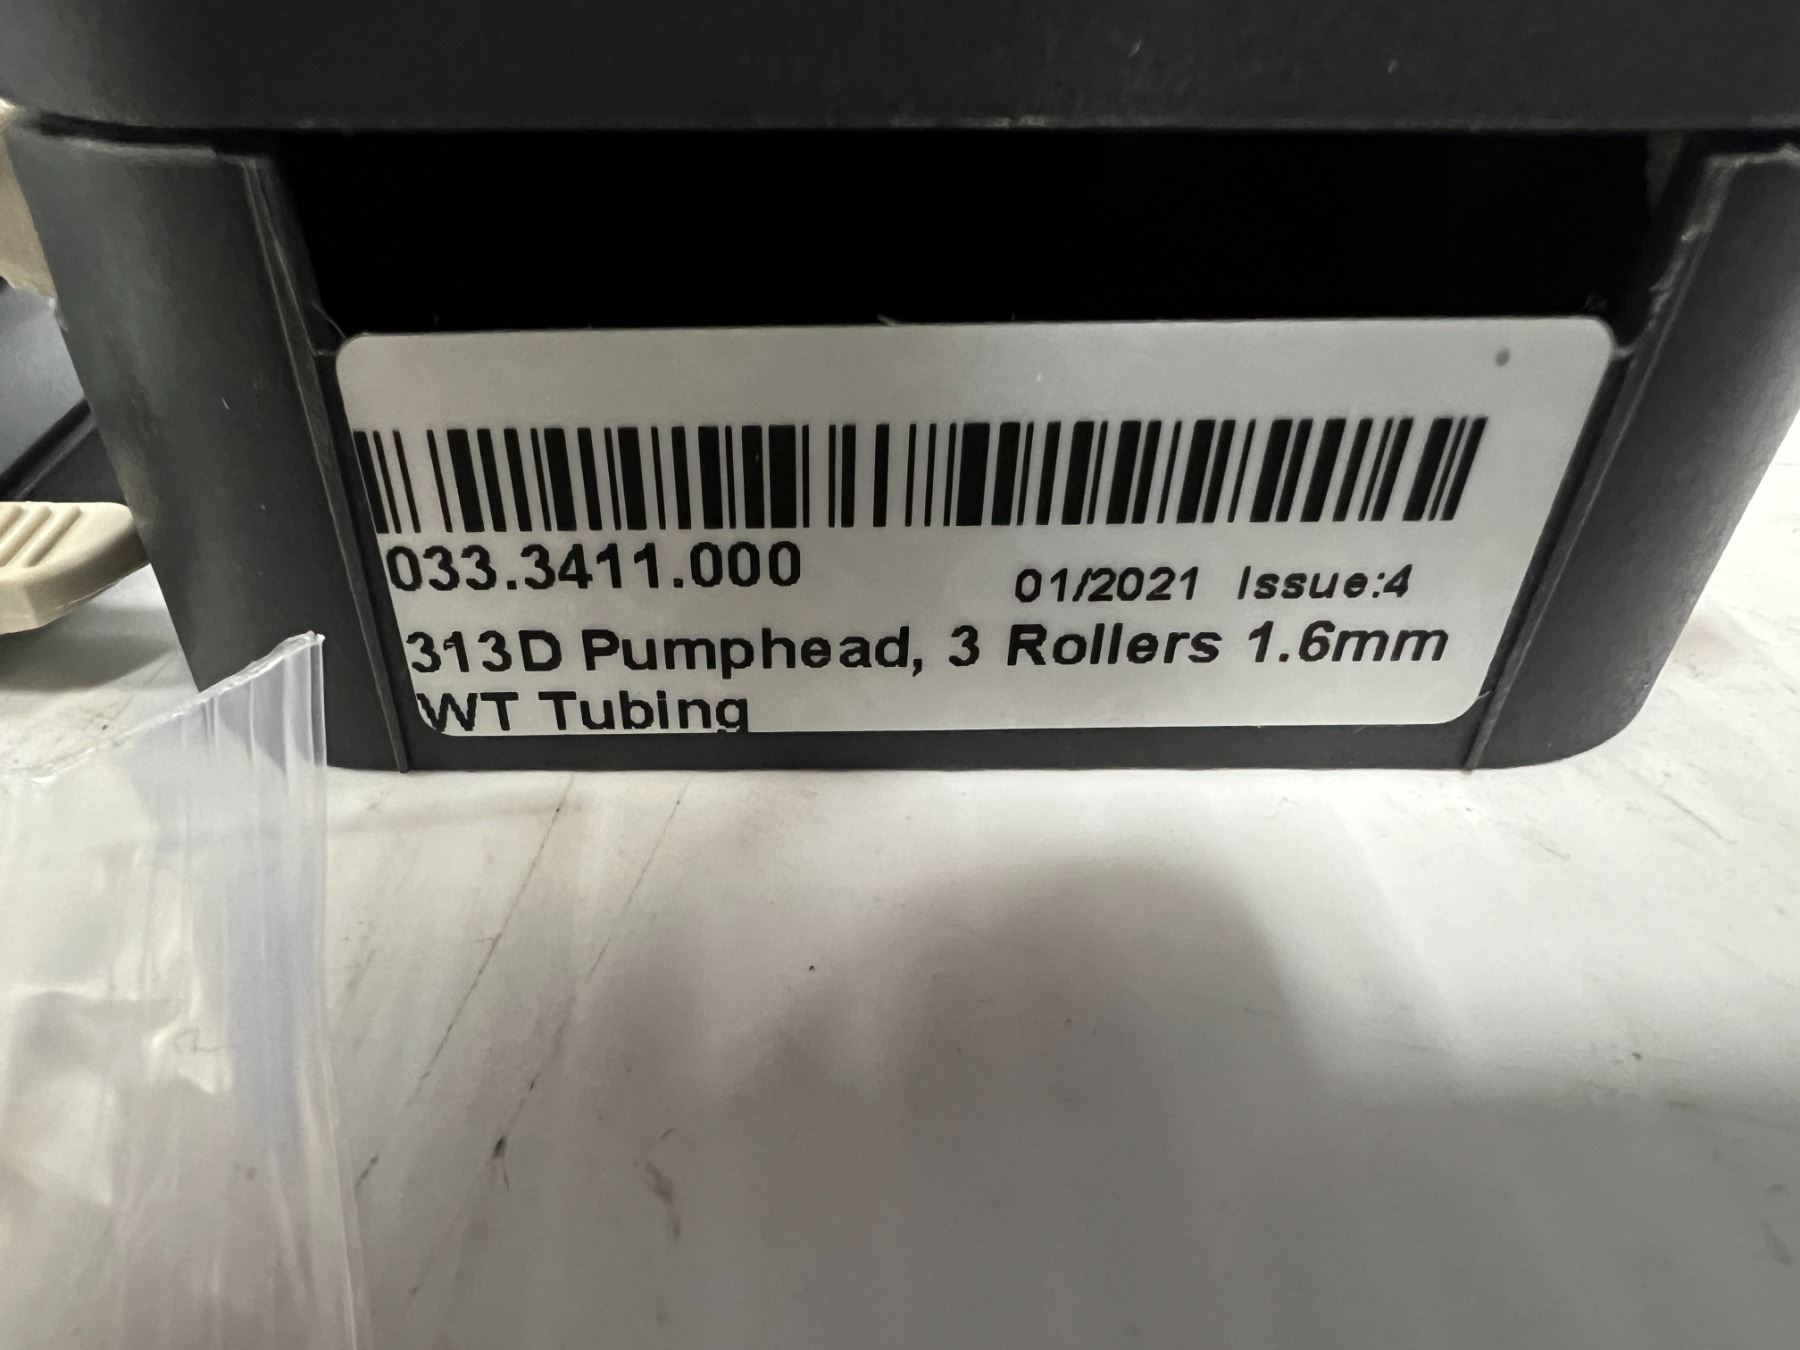 033.3411.000
01/2021 Issue:4
313D Pumphead, 3 Rollers 1.6mm
WT Tubing